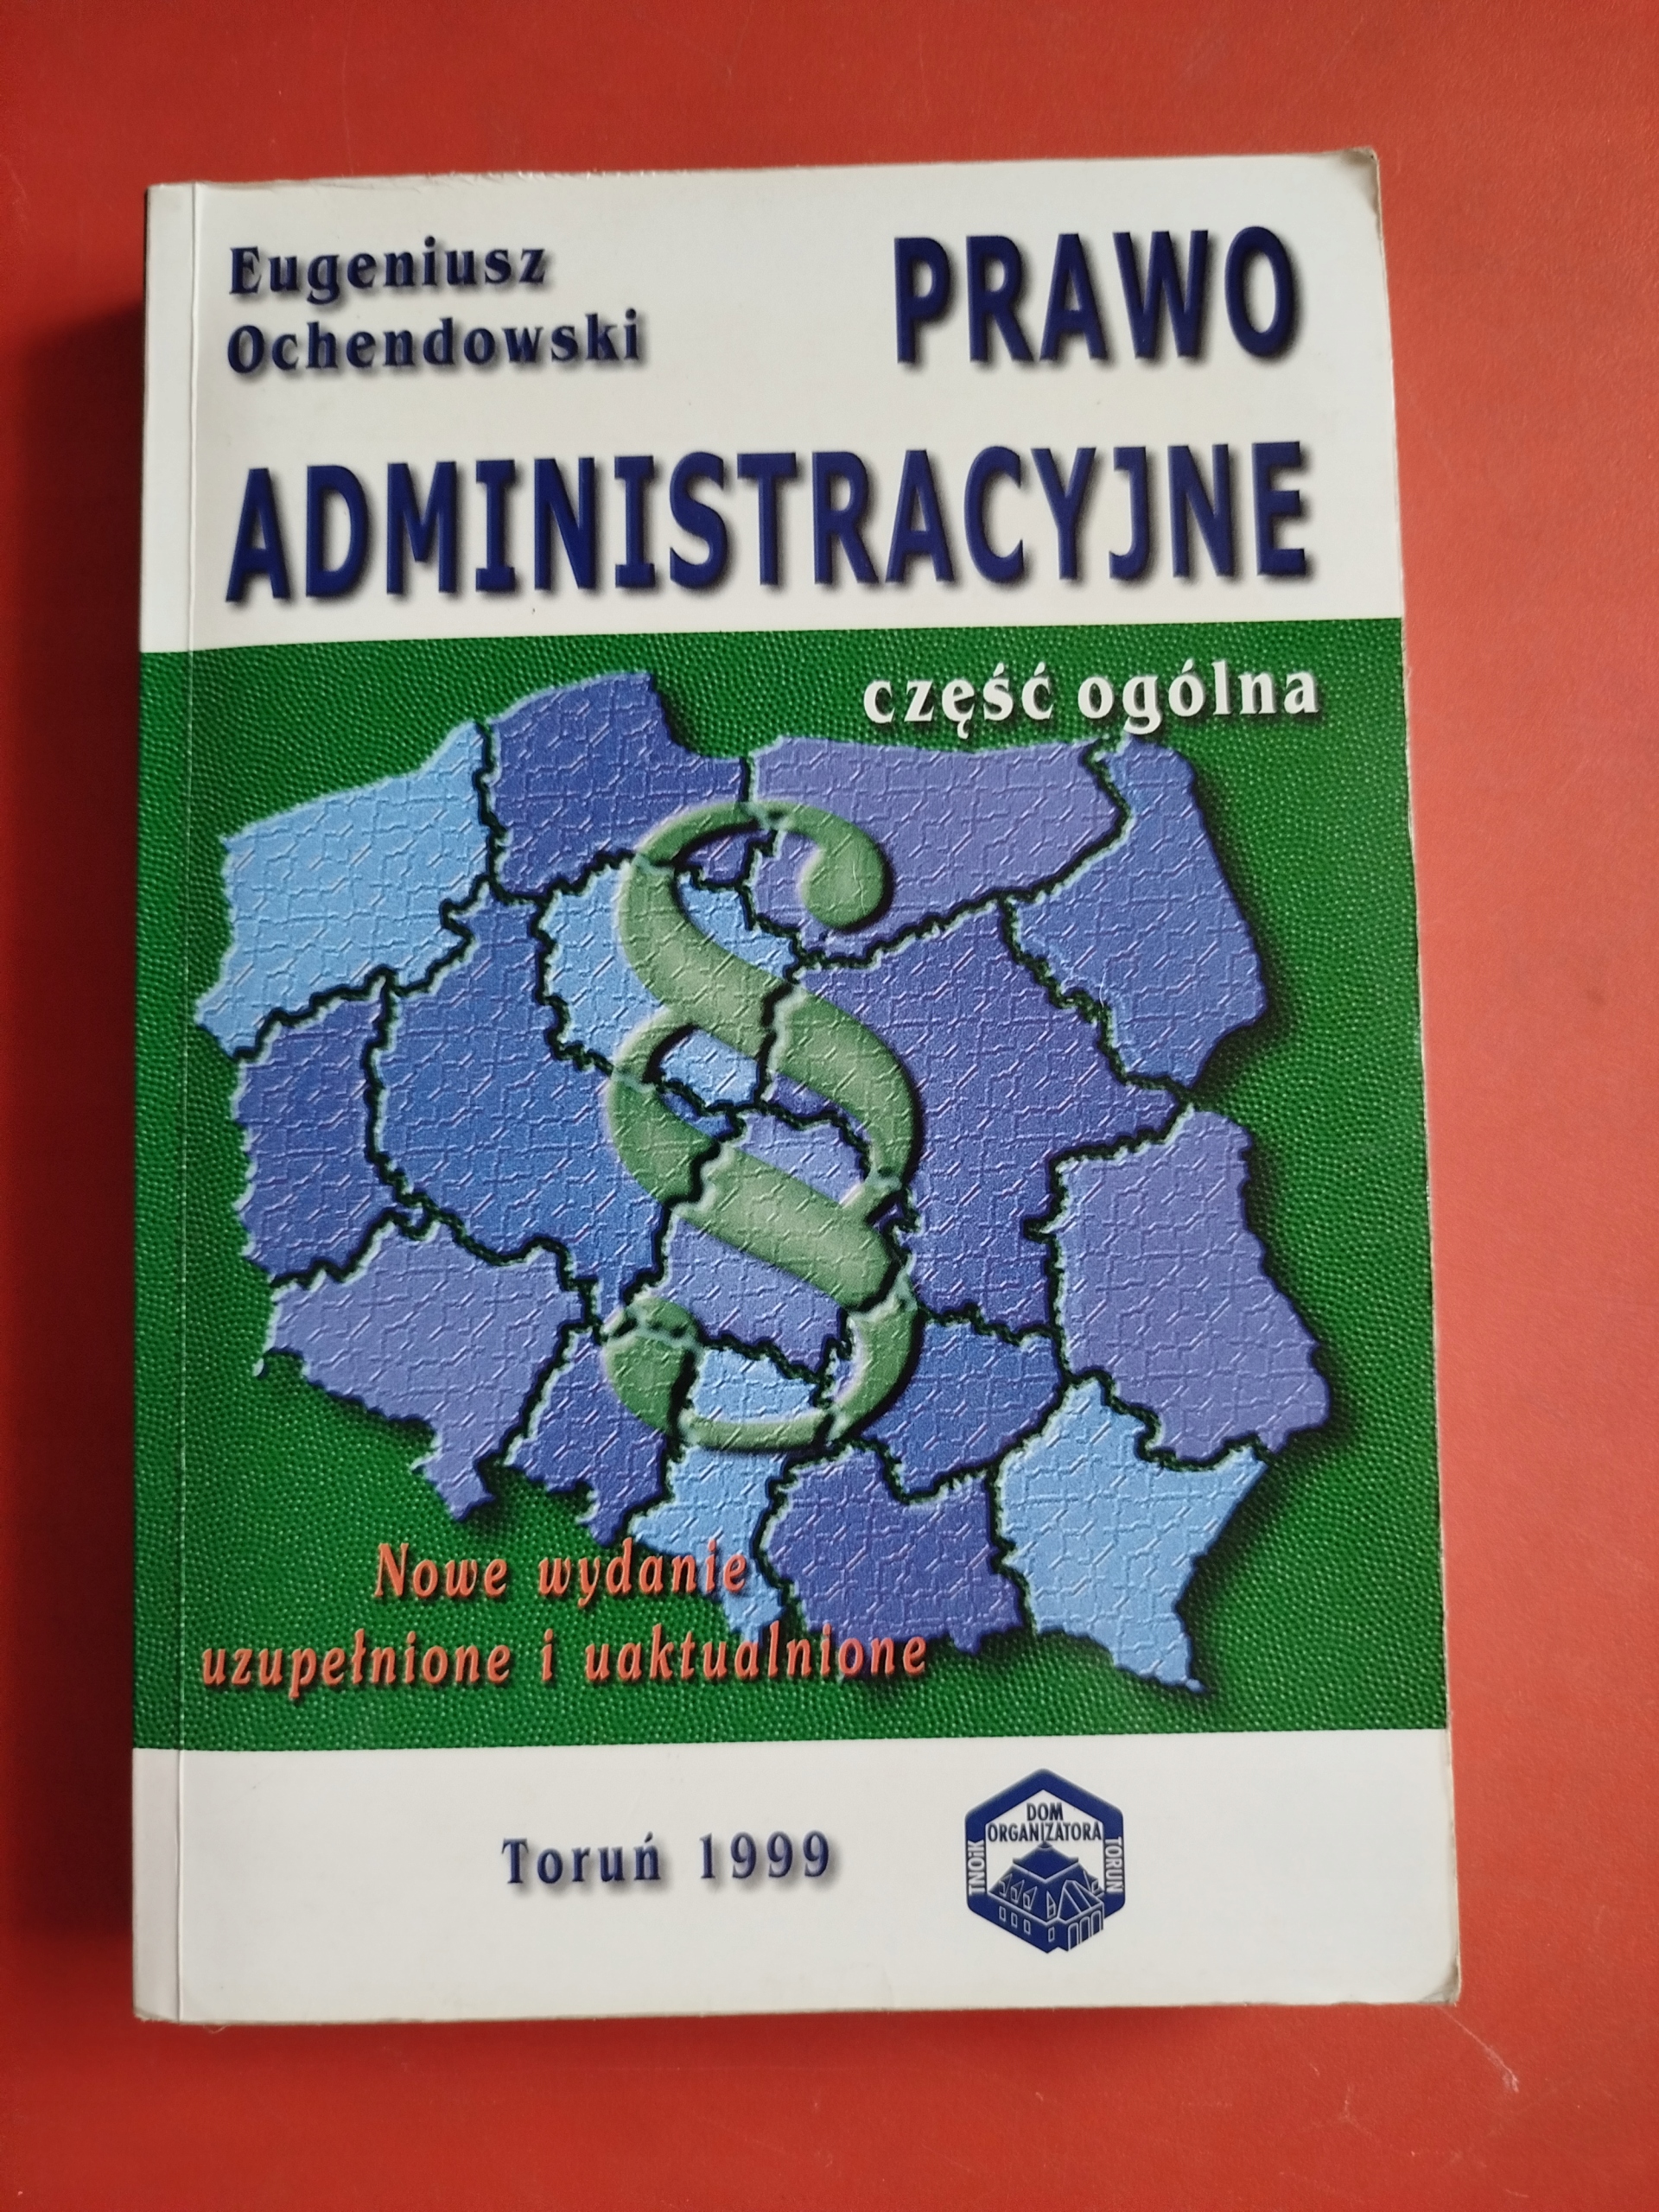 Eugeniusz
Ochendowski
PRAWO
ADMINISTRACYJNE
część ogólna
§
Nowe wydanie
uzupełnione i uaktualnione
Toruń 1999
DOM
ORGANIZATORA
TNOiK
TORUŃ